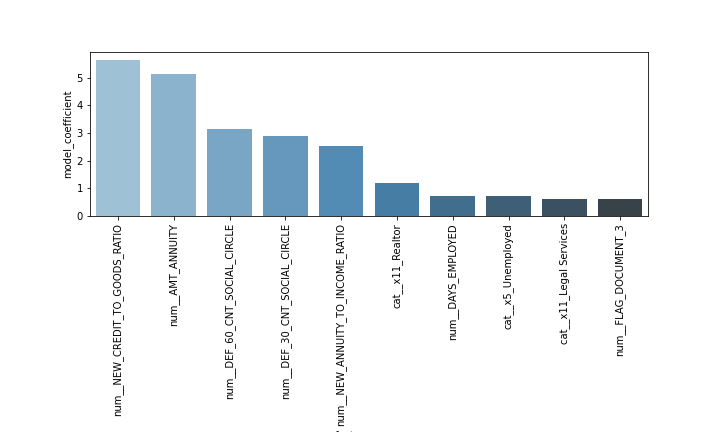 model_coefficient
5
4
3
2
1
0
num__NEW_CREDIT_TO_GOODS_RATIO
num__AMT_ANNUITY
num__DEF_60_CNT_SOCIAL_CIRCLE
num__DEF_30_CNT_SOCIAL_CIRCLE
num__NEW_ANNUITY_TO_INCOME_RATIO
cat__x11_Realtor
num__DAYS_EMPLOYED
cat__x5_Unemployed
cat__x11_Legal Services
num__FLAG_DOCUMENT_3